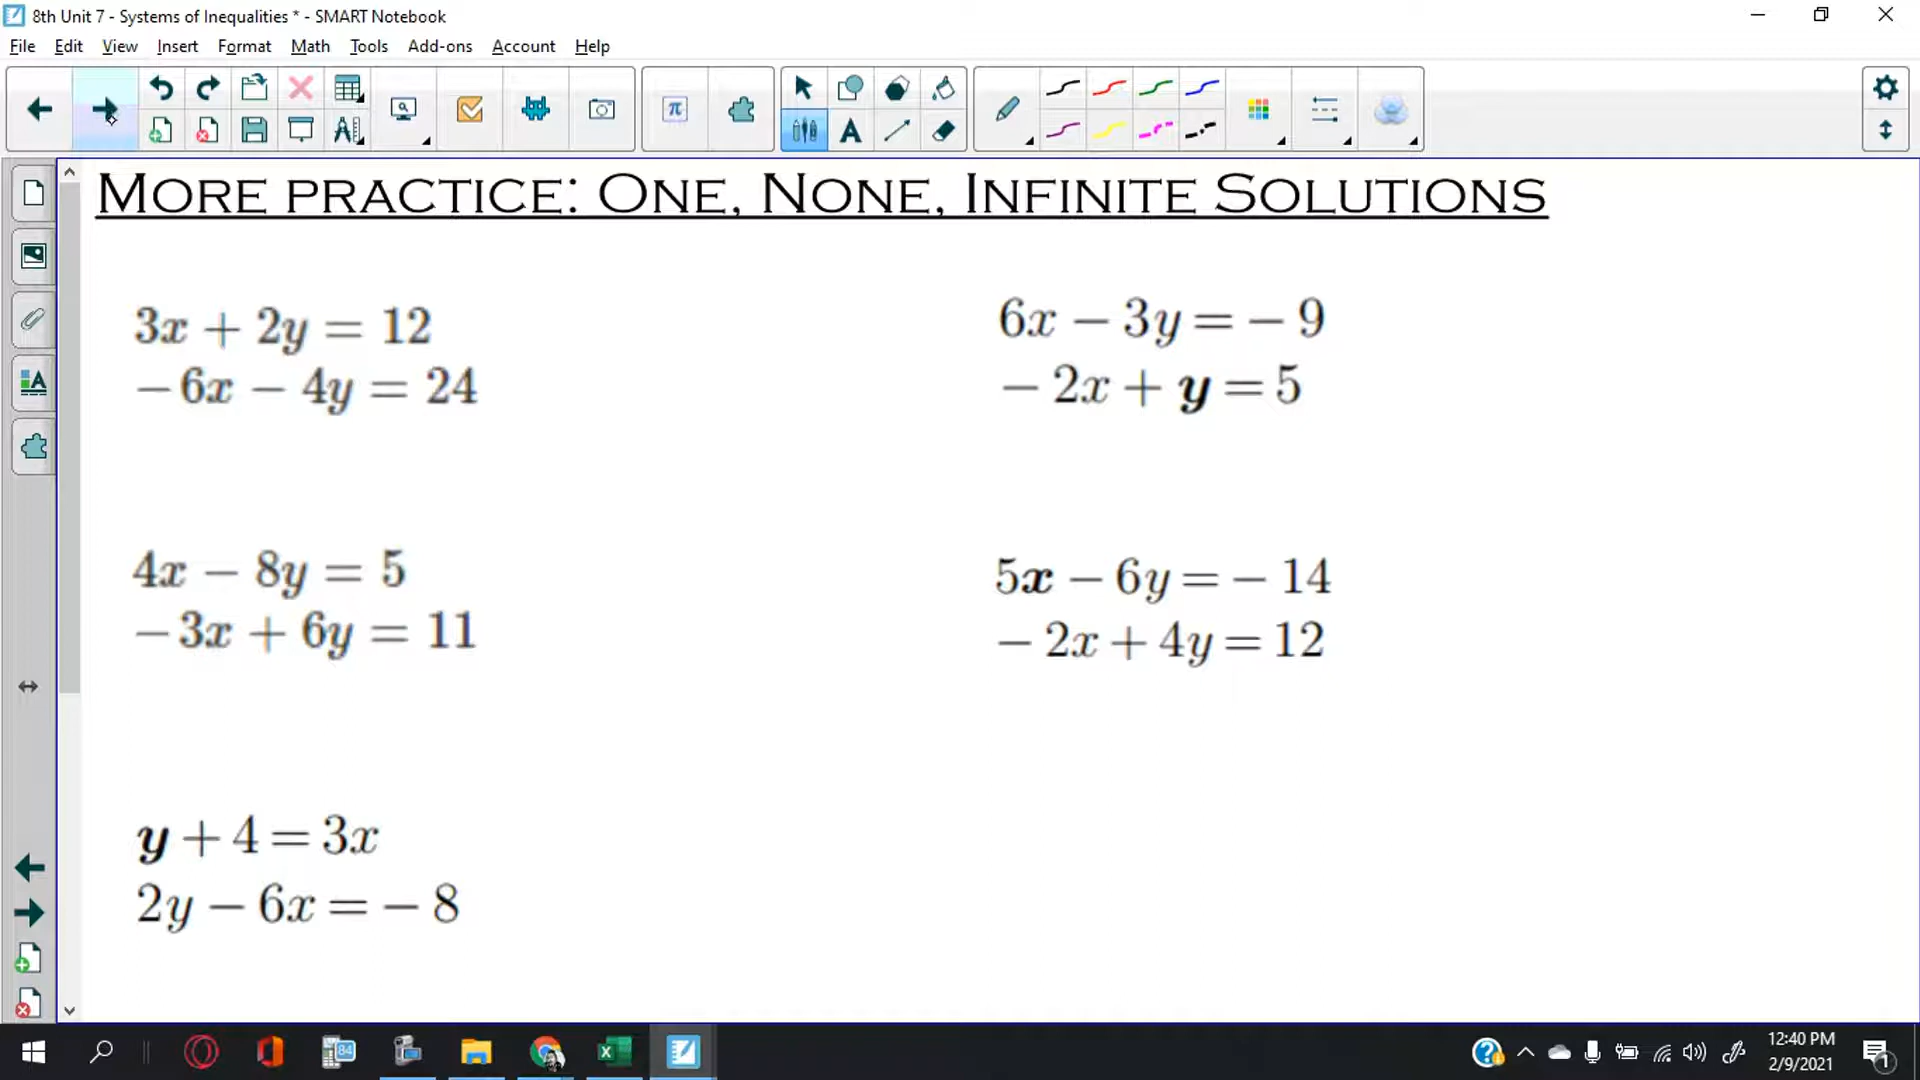 8th Unit 7 - Systems of Inequalities * - SMART Notebook
File Edit View Insert Format Math Tools Add-ons Account Help
π
A
MORE PRACTICE: ONE, NONE, INFINITE SOLUTIONS
3x + 2y = 12
−6x − 4y = 24
6x − 3y = −9
−2x + y = 5
4x − 8y = 5
−3x + 6y = 11
5x − 6y = −14
−2x + 4y = 12
y + 4 = 3x
2y − 6x = −8
84
12:40 PM
2/9/2021
1